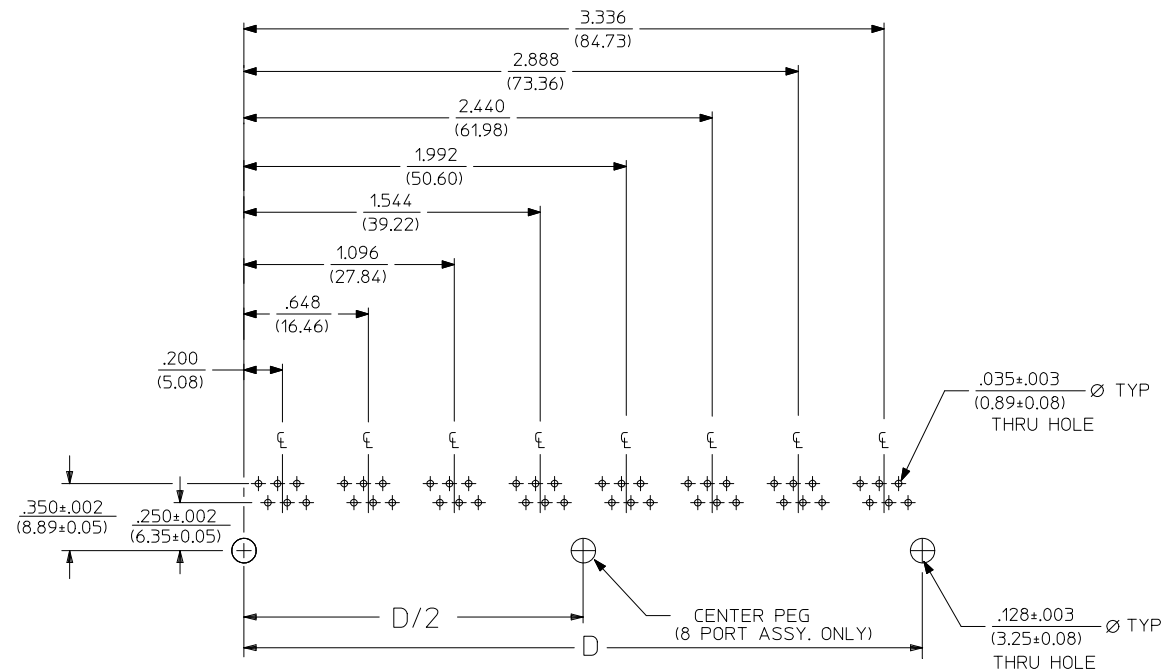 3.336
(84.73)
2.888
(73.36)
2.440
(61.98)
1.992
(50.60)
1.544
(39.22)
1.096
(27.84)
.648
(16.46)
.200
(5.08)
.035±.003
(0.89±0.08)
Ø TYP
THRU HOLE
℄ ℄ ℄ ℄ ℄ ℄ ℄ ℄
.350±.002
(8.89±0.05)
.250±.002
(6.35±0.05)
D/2
D
CENTER PEG
(8 PORT ASSY. ONLY)
.128±.003
(3.25±0.08)
Ø TYP
THRU HOLE